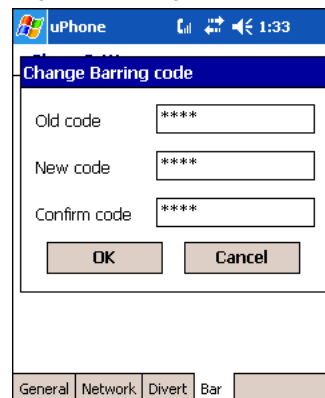 uPhone 1:33
Change Barring code
Old code ****
New code ****
Confirm code ****
OK Cancel
General Network Divert Bar